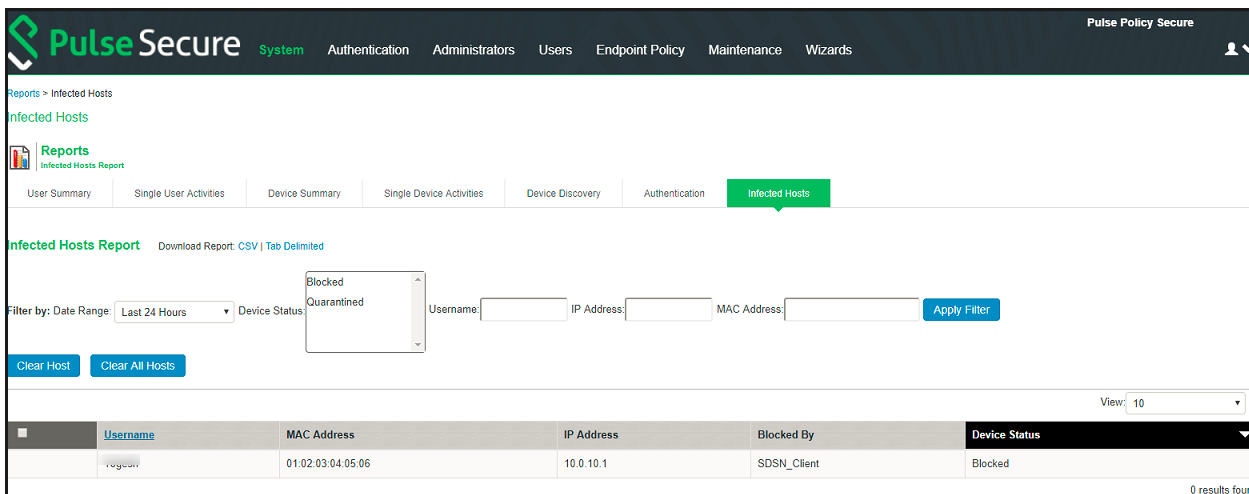 Pulse Policy Secure
Pulse Secure System Authentication Administrators Users Endpoint Policy Maintenance Wizards
Reports > Infected Hosts
Infected Hosts
Reports
Infected Hosts Report
User Summary Single User Activities Device Summary Single Device Activities Device Discovery Authentication Infected Hosts
Infected Hosts Report Download Report: CSV | Tab Delimited
Blocked
Quarantined
Filter by: Date Range: Last 24 Hours Device Status: Username: IP Address: MAC Address: Apply Filter
Clear Host Clear All Hosts
View: 10
Username MAC Address IP Address Blocked By Device Status
01:02:03:04:05:06 10.0.10.1 SDSN_Client Blocked
0 results